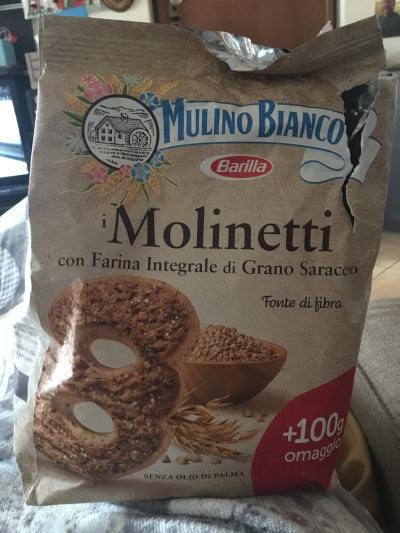 MULINO BIANCO
Barilla
i Molinetti
con Farina Integrale di Grano Saraceno
Fonte di fibra
+100g
omaggio
SENZA OLIO DI PALMA